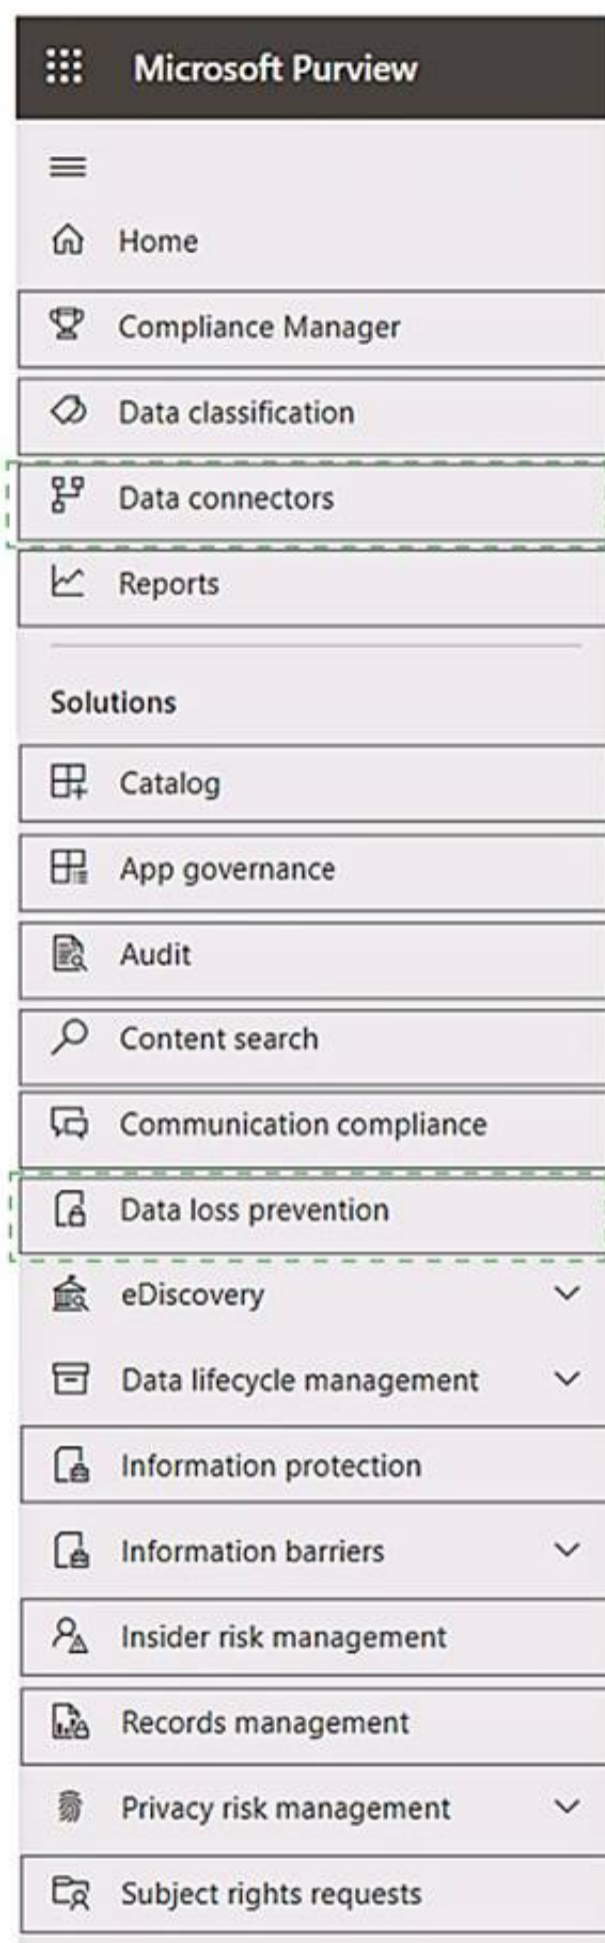 Microsoft Purview
Home
Compliance Manager
Data classification
Data connectors
Reports
Solutions
Catalog
App governance
Audit
Content search
Communication compliance
Data loss prevention
eDiscovery
Data lifecycle management
Information protection
Information barriers
Insider risk management
Records management
Privacy risk management
Subject rights requests